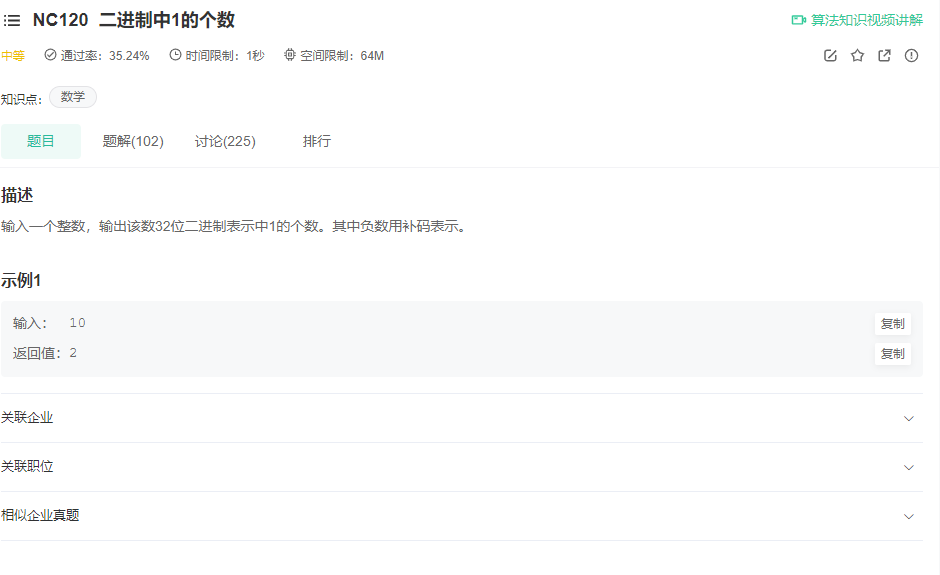 NC120 二进制中1的个数 算法知识视频讲解
中等 通过率：35.24% 时间限制：1秒 空间限制：64M
知识点： 数学
题目 题解(102) 讨论(225) 排行
描述
输入一个整数，输出该数32位二进制表示中1的个数。其中负数用补码表示。
示例1
输入： 10 复制
返回值：2 复制
关联企业
关联职位
相似企业真题